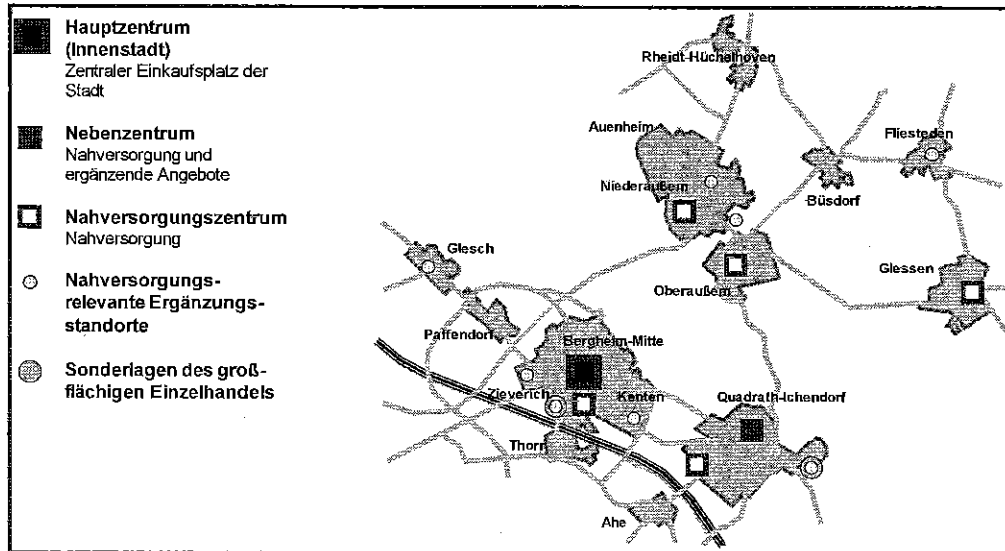 Hauptzentrum
(Innenstadt)
Zentraler Einkaufsplatz der
Stadt
Nebenzentrum
Nahversorgung und
ergänzende Angebote
Nahversorgungszentrum
Nahversorgung
Nahversorgungs-
relevante Ergänzungs-
standorte
Sonderlagen des groß-
flächigen Einzelhandels
Rheidt-Hüchelhoven
Auenheim
Fliesteden
Niederaußem
Büsdorf
Glesch
Glessen
Oberaußem
Paffendorf
Bergheim-Mitte
Zieverich
Kenten
Quadrath-Ichendorf
Thorr
Ahe